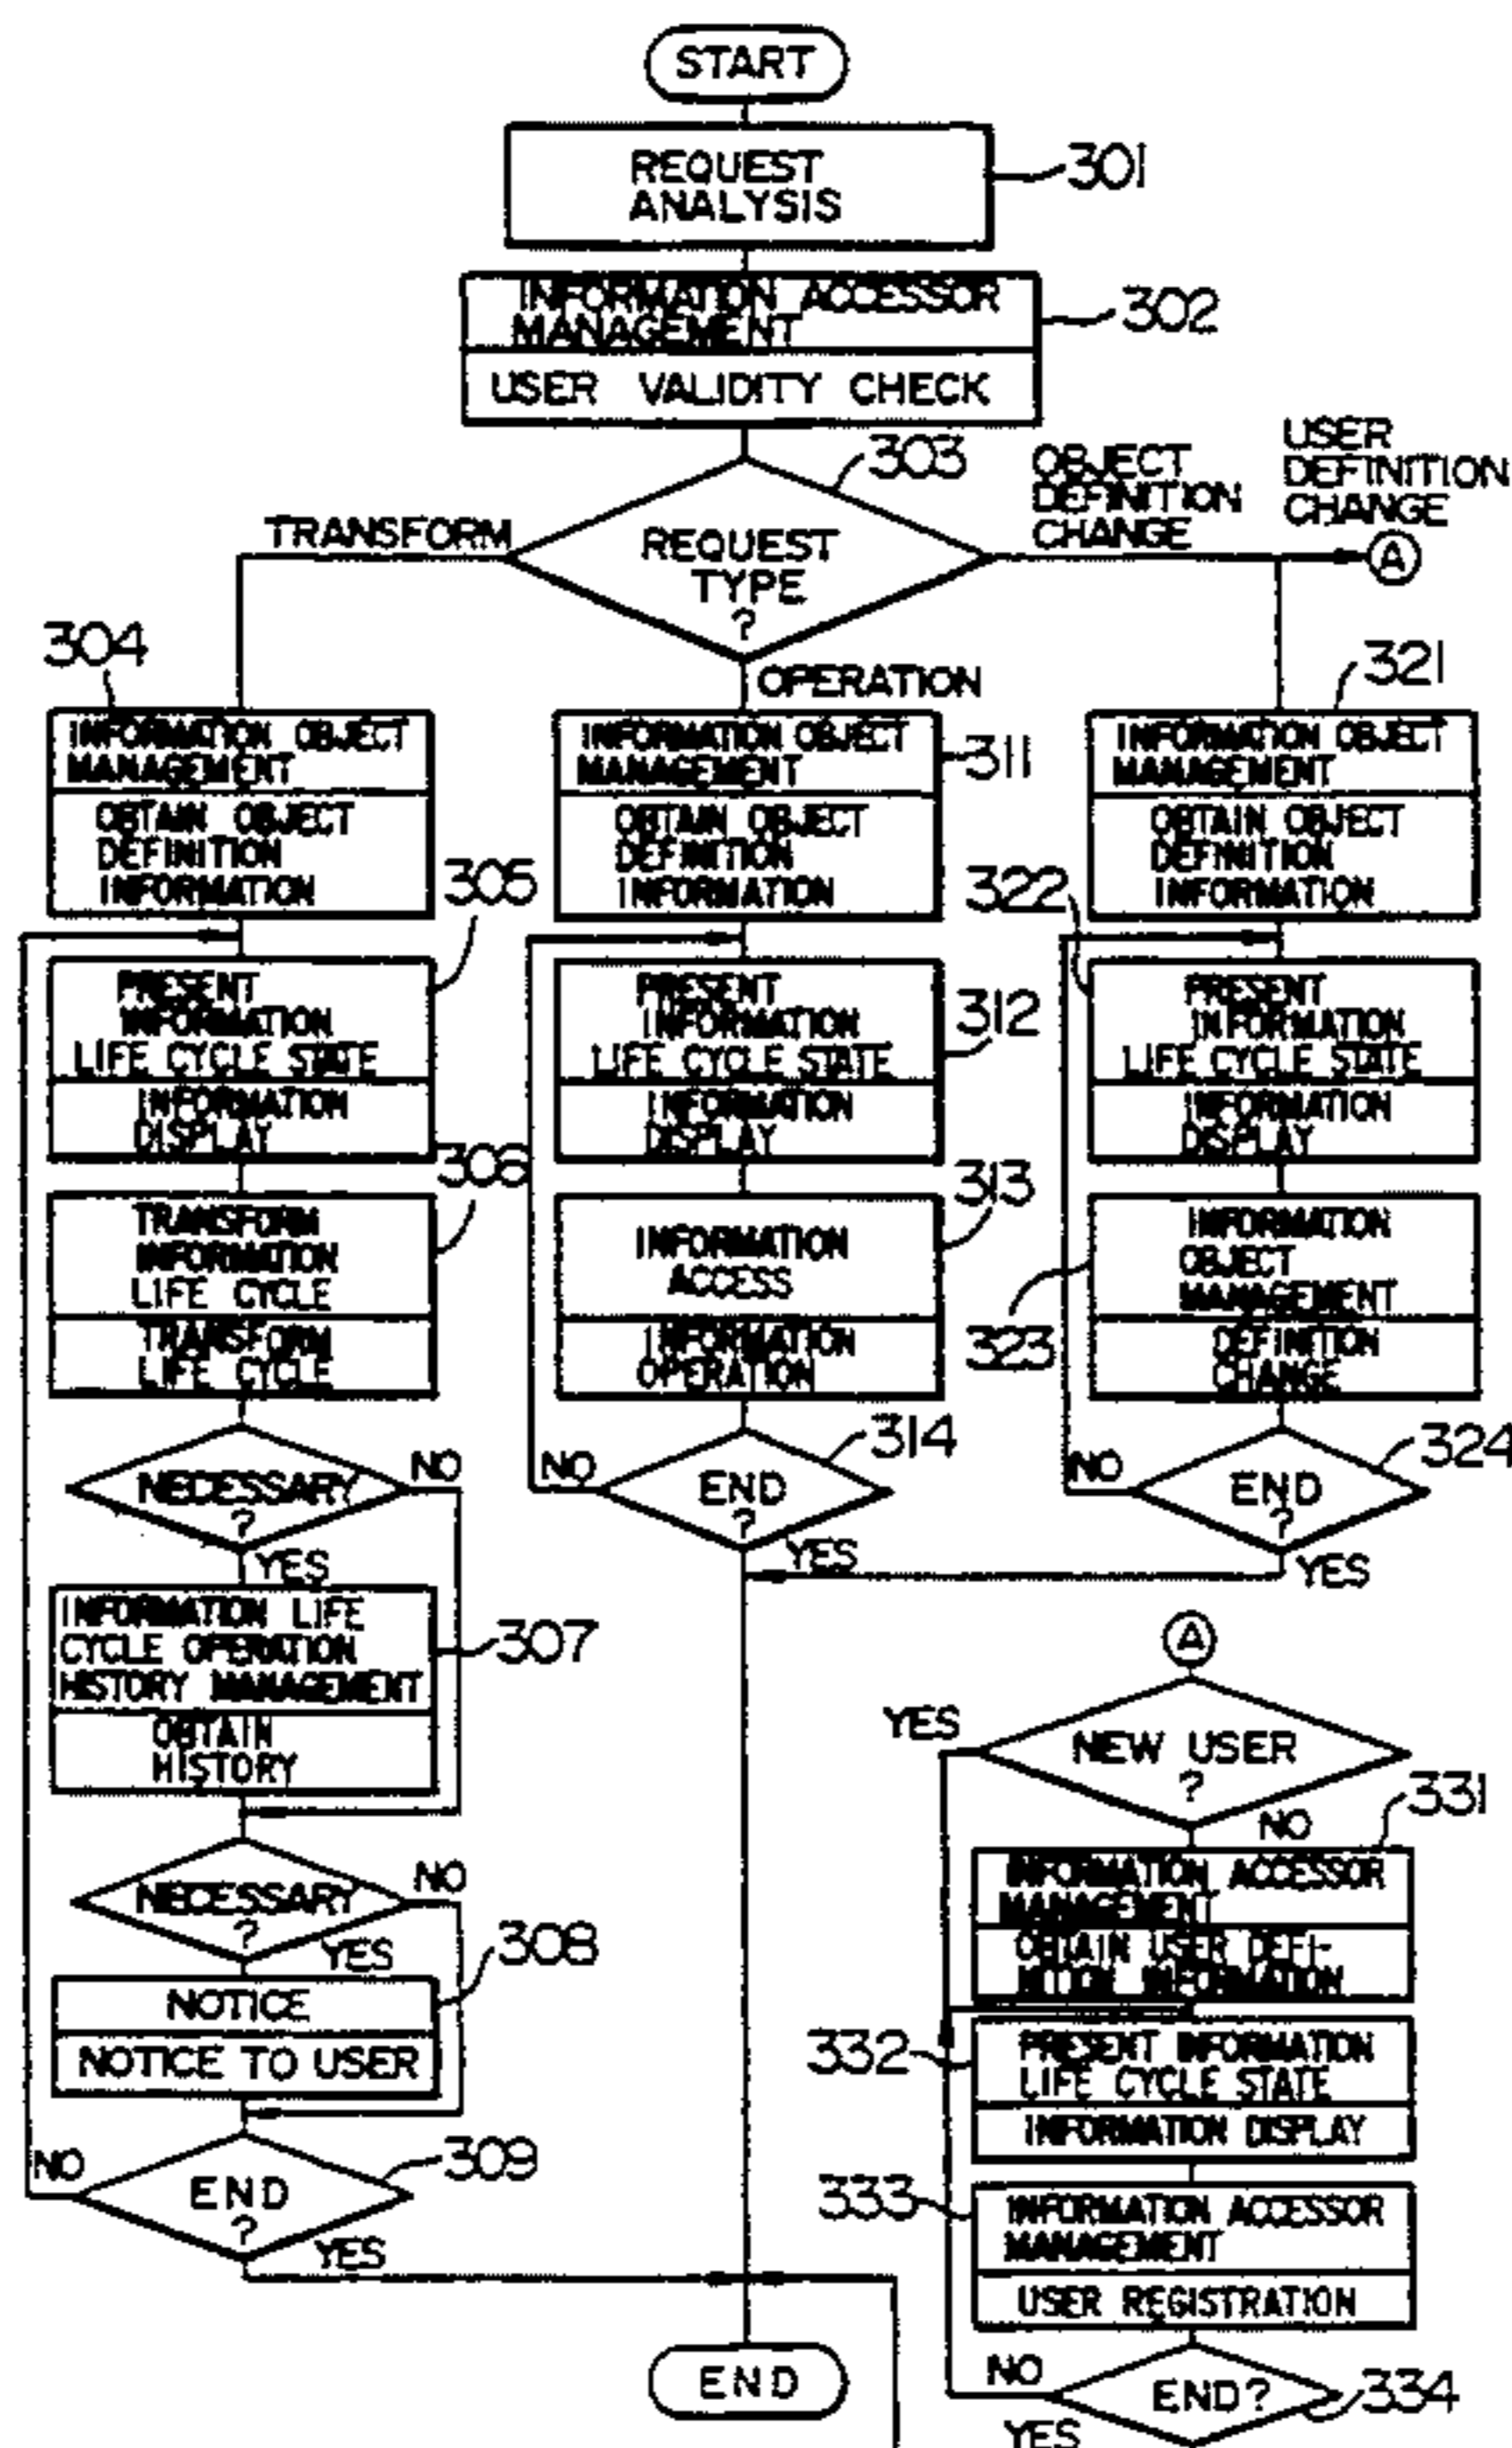 START
REQUEST
ANALYSIS
301
INFORMATION ACCESSOR
MANAGEMENT
USER VALIDITY CHECK
302
303
REQUEST
TYPE
?
TRANSFORM
OPERATION
OBJECT
DEFINITION
CHANGE
USER
DEFINITION
CHANGE
A
304
INFORMATION OBJECT
MANAGEMENT
OBTAIN OBJECT
DEFINITION
INFORMATION
305
PRESENT
INFORMATION
LIFE CYCLE STATE
INFORMATION
DISPLAY
306
TRANSFORM
INFORMATION
LIFE CYCLE
TRANSFORM
LIFE CYCLE
NECESSARY
?
NO
YES
INFORMATION LIFE
CYCLE OPERATION
HISTORY MANAGEMENT
OBTAIN
HISTORY
307
NECESSARY
?
NO
YES
308
NOTICE
NOTICE TO USER
NO
END
?
309
YES
INFORMATION OBJECT
MANAGEMENT
OBTAIN OBJECT
DEFINITION
INFORMATION
311
PRESENT
INFORMATION
LIFE CYCLE STATE
INFORMATION
DISPLAY
312
INFORMATION
ACCESS
INFORMATION
OPERATION
313
NO
END
?
314
YES
321
INFORMATION OBJECT
MANAGEMENT
OBTAIN OBJECT
DEFINITION
INFORMATION
322
PRESENT
INFORMATION
LIFE CYCLE STATE
INFORMATION
DISPLAY
INFORMATION
OBJECT
MANAGEMENT
DEFINITION
CHANGE
323
NO
END
?
324
YES
A
YES
NEW USER
?
NO
331
INFORMATION ACCESSOR
MANAGEMENT
OBTAIN USER DEFI-
NITION INFORMATION
332
PRESENT INFORMATION
LIFE CYCLE STATE
INFORMATION DISPLAY
333
INFORMATION ACCESSOR
MANAGEMENT
USER REGISTRATION
NO
END?
334
YES
END